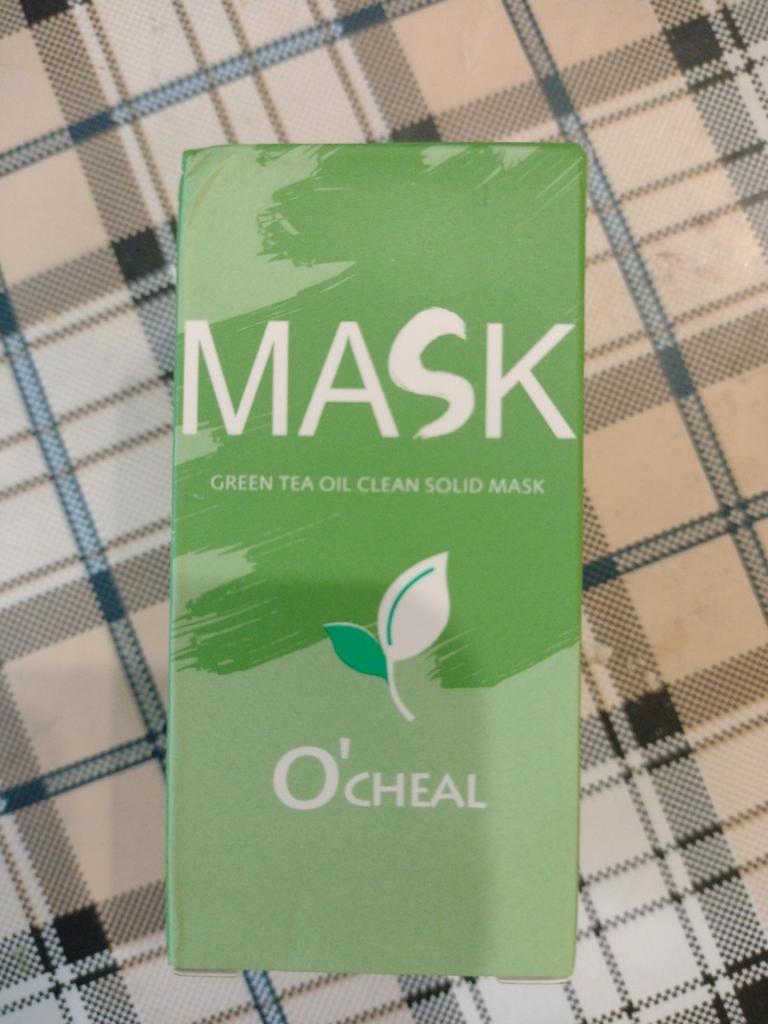 MASK
GREEN TEA OIL CLEAN SOLID MASK
O'CHEAL